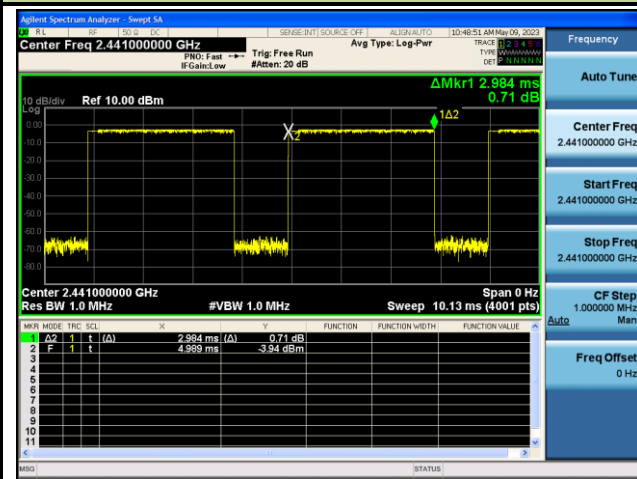 Agilent Spectrum Analyzer - Swept SA
RL RF 50 Ω DC SENSE:INT SOURCE OFF ALIGN AUTO 10:48:51 AM May 09, 2023
Center Freq 2.441000000 GHz
PNO: Fast
IFGain:Low
Trig: Free Run
#Atten: 20 dB
Avg Type: Log-Pwr
TRACE 1 2 3 4 5 6
TYPE WWWWWW
DET P N N N N N
ΔMkr1 2.984 ms
0.71 dB
10 dB/div Ref 10.00 dBm
Log
0.00
-10.0
-20.0
-30.0
-40.0
-50.0
-60.0
-70.0
-80.0
X2
1Δ2
Center 2.441000000 GHz Span 0 Hz
Res BW 1.0 MHz #VBW 1.0 MHz Sweep 10.13 ms (4001 pts)
MKR MODE TRC SCL X Y FUNCTION FUNCTION WIDTH FUNCTION VALUE
1 Δ2 1 t (Δ) 2.984 ms (Δ) 0.71 dB
2 F 1 t 4.989 ms -3.94 dBm
3
4
5
6
7
8
9
10
11
MSG STATUS
Frequency
Auto Tune
Center Freq
2.441000000 GHz
Start Freq
2.441000000 GHz
Stop Freq
2.441000000 GHz
CF Step
1.000000 MHz
Auto Man
Freq Offset
0 Hz